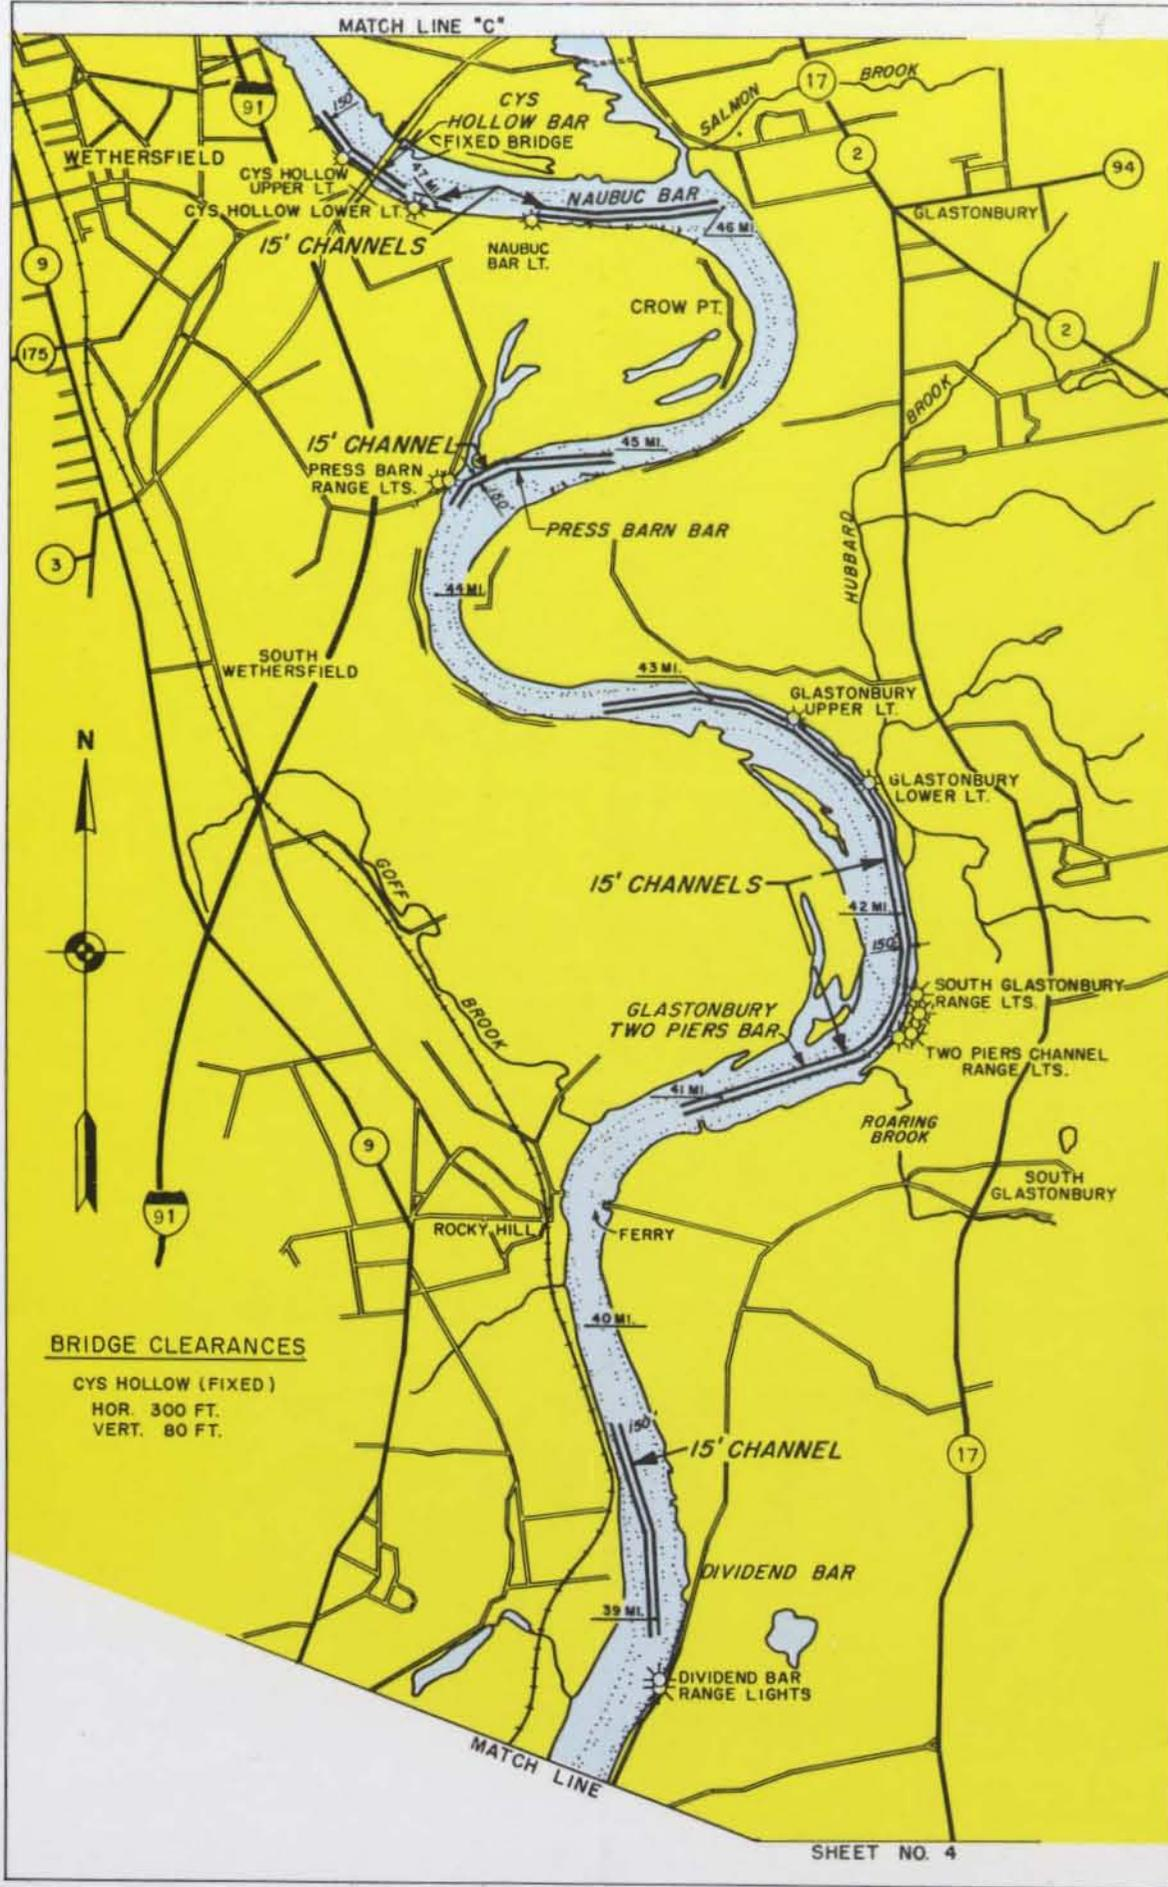 MATCH LINE "C"
17
BROOK
SALMON
91
150'
CYS
HOLLOW BAR
FIXED BRIDGE
2
94
WETHERSFIELD
CYS HOLLOW
UPPER LT.
47 MI.
NAUBUC BAR
CYS HOLLOW LOWER LT.
GLASTONBURY
46 MI.
15' CHANNELS
NAUBUC
BAR LT.
9
CROW PT.
2
175
BROOK
15' CHANNEL
45 MI.
PRESS BARN
RANGE LTS.
150'
PRESS BARN BAR
HUBBARD
3
44 MI.
SOUTH
WETHERSFIELD
43 MI.
GLASTONBURY
UPPER LT.
N
GLASTONBURY
LOWER LT.
GOFF
15' CHANNELS
42 MI.
150'
BROOK
SOUTH GLASTONBURY
RANGE LTS.
GLASTONBURY
TWO PIERS BAR
TWO PIERS CHANNEL
RANGE LTS.
41 MI.
ROARING
BROOK
9
SOUTH
GLASTONBURY
91
ROCKY HILL
FERRY
40 MI.
BRIDGE CLEARANCES
CYS HOLLOW (FIXED)
HOR. 300 FT.
VERT. 80 FT.
150'
15' CHANNEL
17
DIVIDEND BAR
39 MI.
DIVIDEND BAR
RANGE LIGHTS
MATCH LINE
SHEET NO. 4